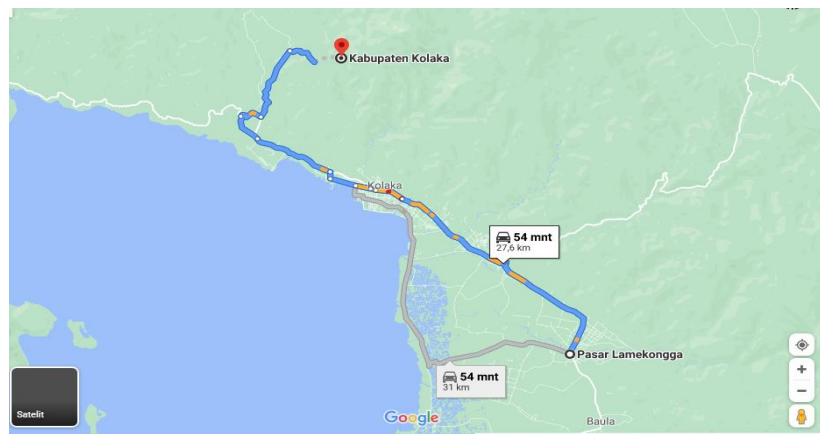 Kabupaten Kolaka
Kolaka
54 mnt
27,6 km
Pasar Lamekongga
54 mnt
31 km
Satelit
Google
Baula